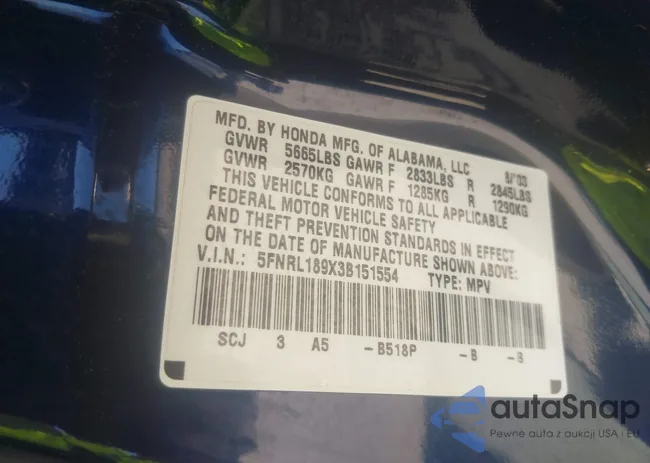 MFD. BY HONDA MFG. OF ALABAMA, LLC 8/'03
GVWR 5665LBS GAWR F 2833LBS R 2845LBS
GVWR 2570KG GAWR F 1285KG R 1290KG
THIS VEHICLE CONFORMS TO ALL APPLICABLE
FEDERAL MOTOR VEHICLE SAFETY
AND THEFT PREVENTION STANDARDS IN EFFECT
ON THE DATE OF MANUFACTURE SHOWN ABOVE:
V.I.N.: 5FNRL189X3B151554 TYPE: MPV
SCJ 3 A5 -B518P -B -B
autaSnap
Pewne auta z aukcji USA i EU